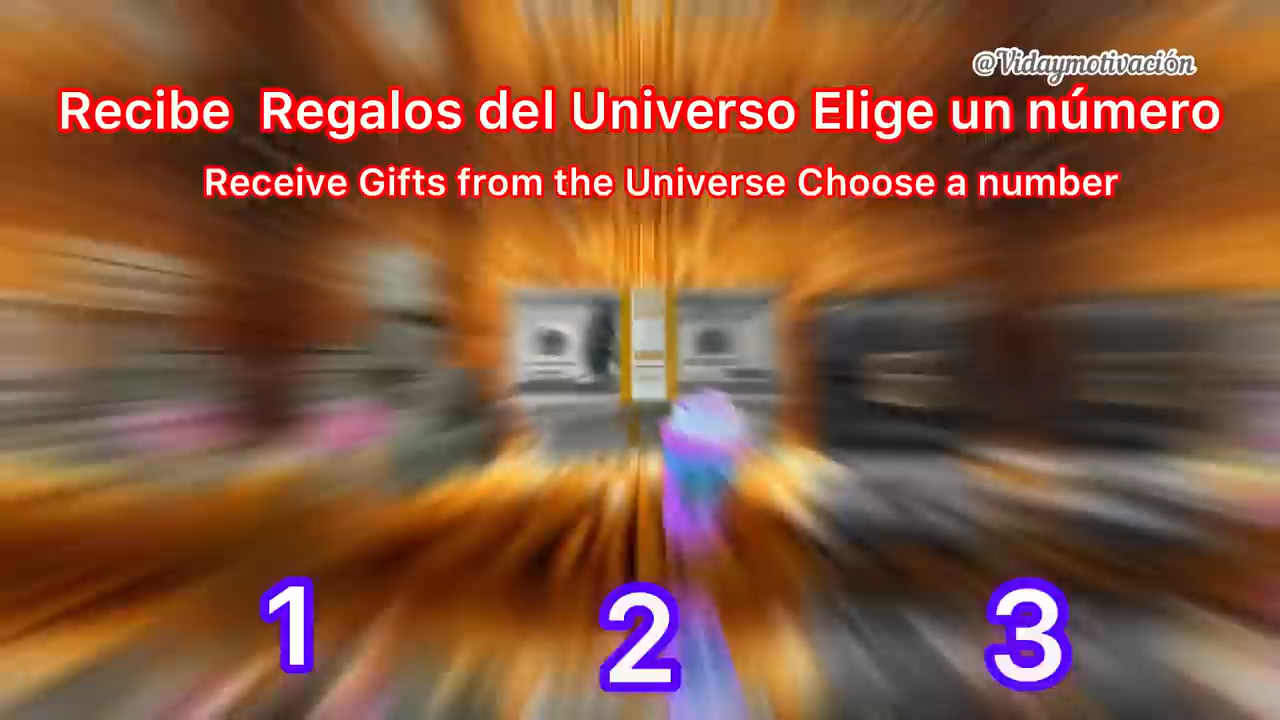 @Vidaymotivación
Recibe Regalos del Universo Elige un número
Receive Gifts from the Universe Choose a number
1 2 3